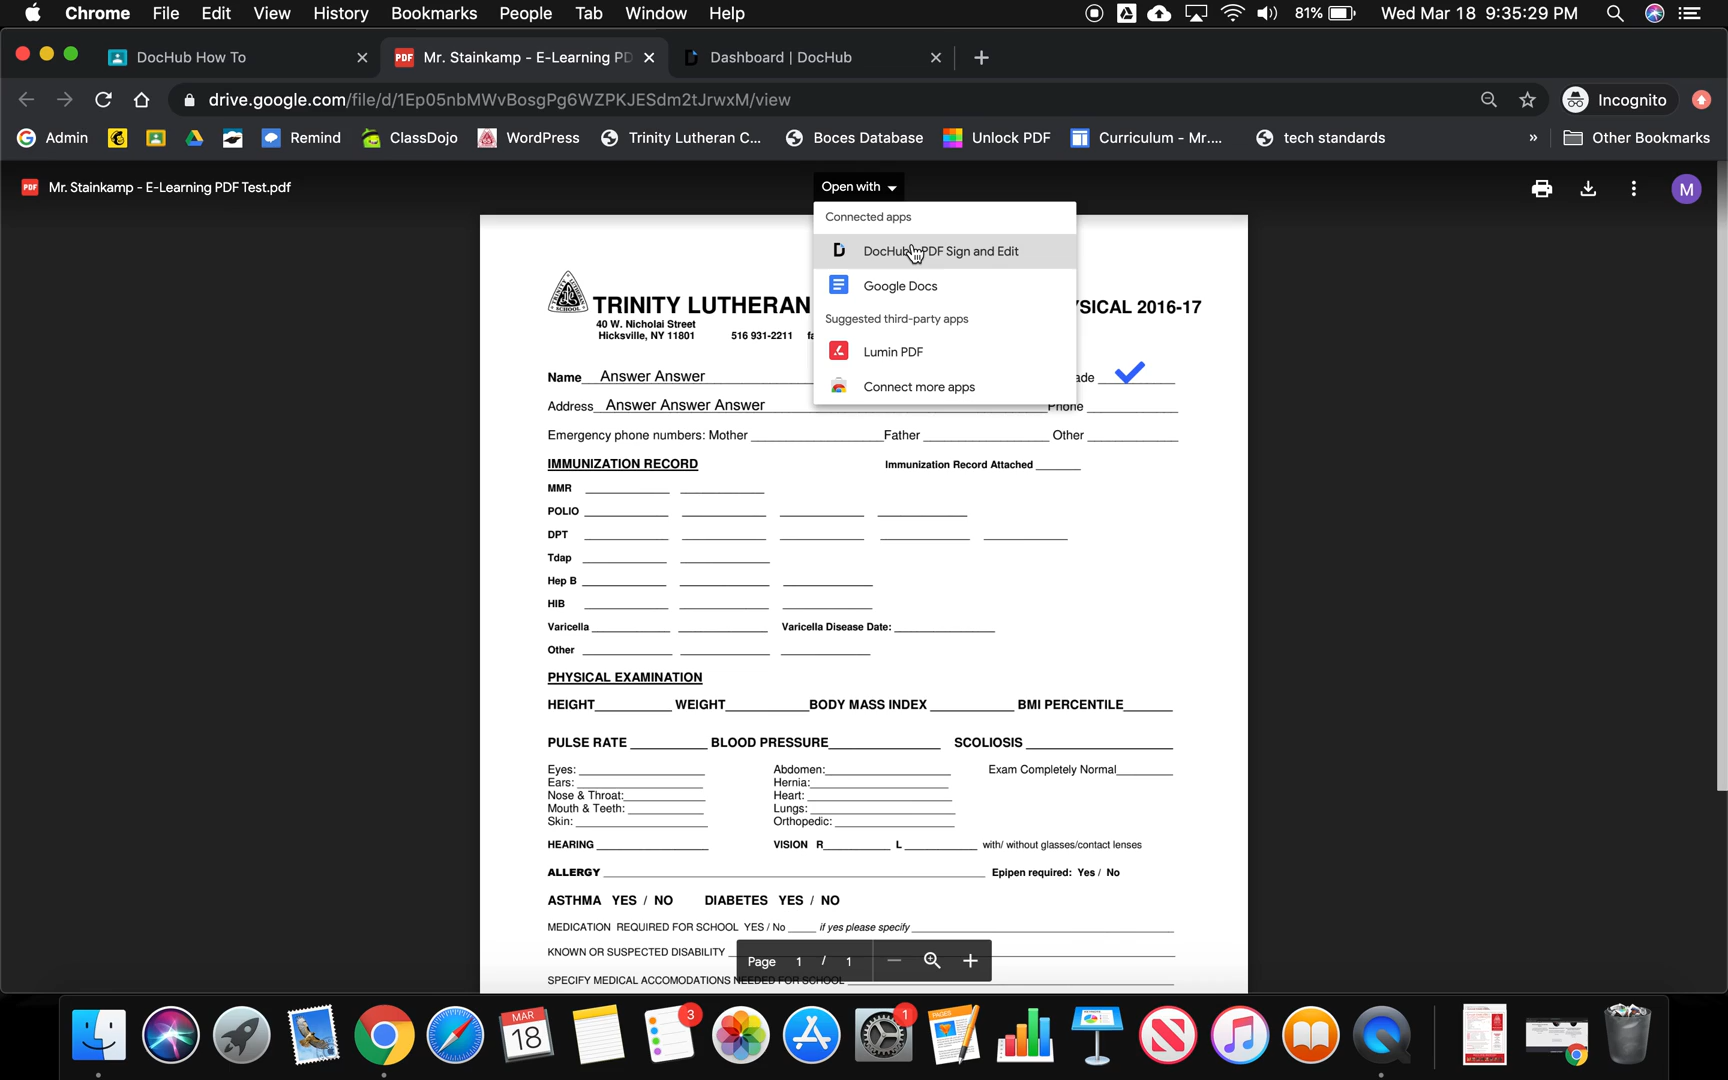 Chrome File Edit View History Bookmarks People Tab Window Help 81% Wed Mar 18 9:35:29 PM
DocHub How To Mr. Stainkamp - E-Learning PD Dashboard | DocHub
drive.google.com/file/d/1Ep05nbMWvBosgPg6WZPKJESdm2tJrwxM/view Incognito
Admin Remind ClassDojo WordPress Trinity Lutheran C... Boces Database Unlock PDF Curriculum - Mr.... tech standards » Other Bookmarks
PDF Mr. Stainkamp - E-Learning PDF Test.pdf Open with M
Connected apps
DocHub PDF Sign and Edit
Google Docs
Suggested third-party apps
Lumin PDF
Connect more apps
TRINITY LUTHERAN YSICAL 2016-17
40 W. Nicholai Street
Hicksville, NY 11801 516 931-2211 fa
Name Answer Answer ade
Address Answer Answer Answer Phone
Emergency phone numbers: Mother Father Other
IMMUNIZATION RECORD Immunization Record Attached
MMR
POLIO
DPT
Tdap
Hep B
HIB
Varicella Varicella Disease Date:
Other
PHYSICAL EXAMINATION
HEIGHT WEIGHT BODY MASS INDEX BMI PERCENTILE
PULSE RATE BLOOD PRESSURE SCOLIOSIS
Eyes: Abdomen: Exam Completely Normal
Ears: Hernia:
Nose & Throat: Heart:
Mouth & Teeth: Lungs:
Skin: Orthopedic:
HEARING VISION R L with/ without glasses/contact lenses
ALLERGY Epipen required: Yes / No
ASTHMA YES / NO DIABETES YES / NO
MEDICATION REQUIRED FOR SCHOOL YES / No if yes please specify
KNOWN OR SUSPECTED DISABILITY
Page 1 / 1
SPECIFY MEDICAL ACCOMODATIONS NEEDED FOR SCHOOL
MAR
18
3
1
PAGES